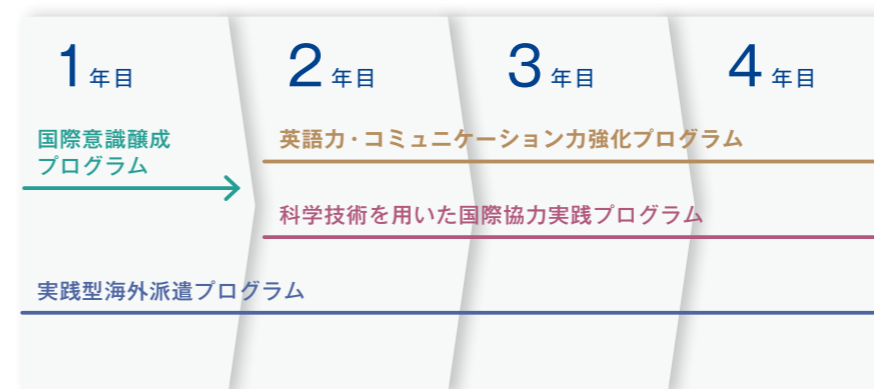 1年目
2年目
3年目
4年目
国際意識醸成
プログラム
英語力・コミュニケーション力強化プログラム
科学技術を用いた国際協力実践プログラム
実践型海外派遣プログラム